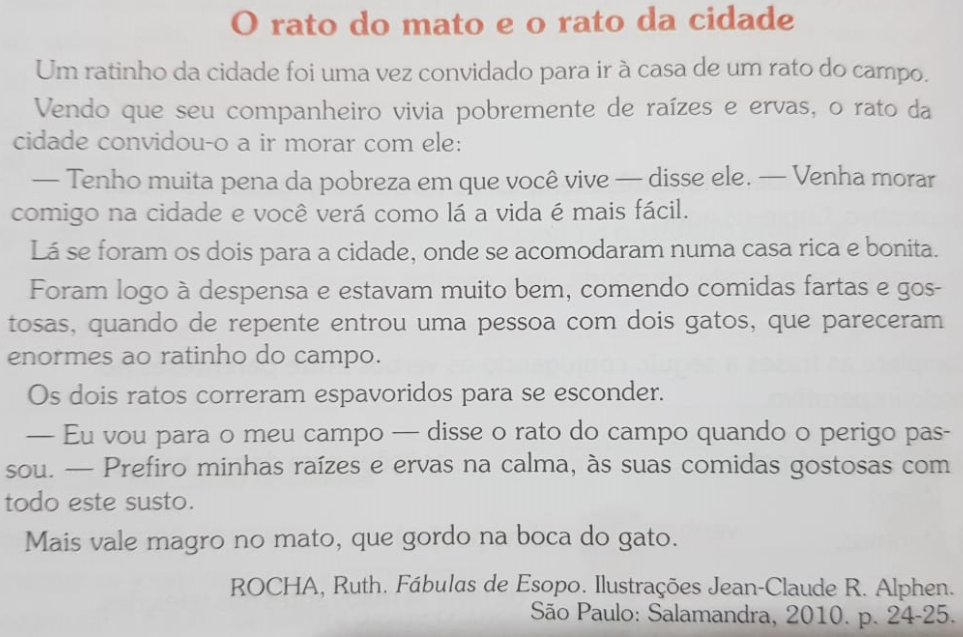 O rato do mato e o rato da cidade
Um ratinho da cidade foi uma vez convidado para ir à casa de um rato do campo.
Vendo que seu companheiro vivia pobremente de raízes e ervas, o rato da
cidade convidou-o a ir morar com ele:
— Tenho muita pena da pobreza em que você vive — disse ele. — Venha morar
comigo na cidade e você verá como lá a vida é mais fácil.
Lá se foram os dois para a cidade, onde se acomodaram numa casa rica e bonita.
Foram logo à despensa e estavam muito bem, comendo comidas fartas e gos-
tosas, quando de repente entrou uma pessoa com dois gatos, que pareceram
enormes ao ratinho do campo.
Os dois ratos correram espavoridos para se esconder.
— Eu vou para o meu campo — disse o rato do campo quando o perigo pas-
sou. — Prefiro minhas raízes e ervas na calma, às suas comidas gostosas com
todo este susto.
Mais vale magro no mato, que gordo na boca do gato.
ROCHA, Ruth. Fábulas de Esopo. Ilustrações Jean-Claude R. Alphen.
São Paulo: Salamandra, 2010. p. 24-25.